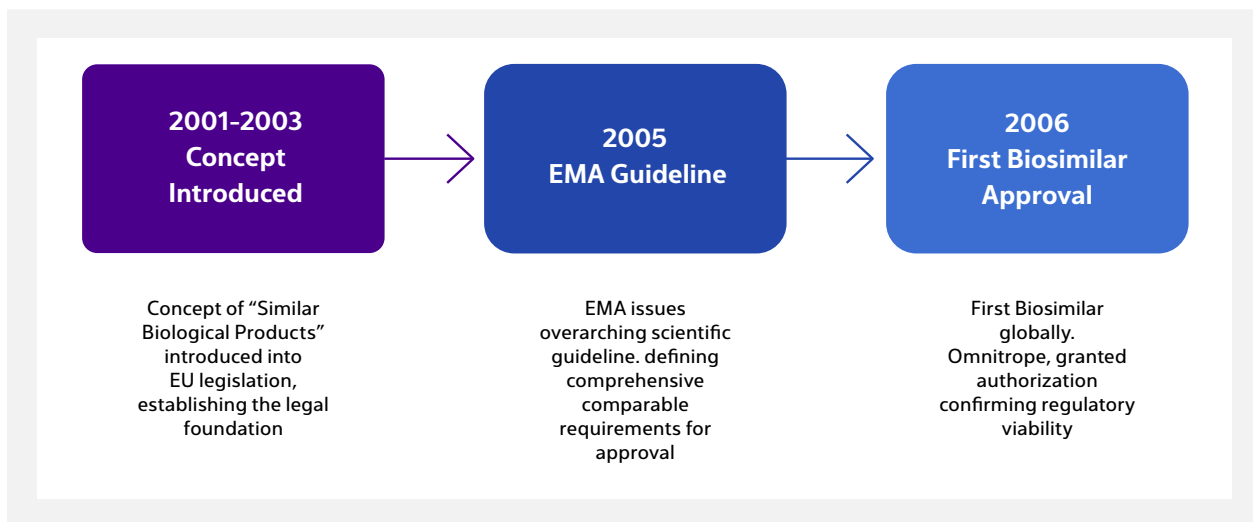 2001-2003
Concept
Introduced
2005
EMA Guideline
2006
First Biosimilar
Approval
Concept of “Similar
Biological Products”
introduced into
EU legislation,
establishing the legal
foundation
EMA issues
overarching scientific
guideline. defining
comprehensive
comparable
requirements for
approval
First Biosimilar
globally.
Omnitrope, granted
authorization
confirming regulatory
viability